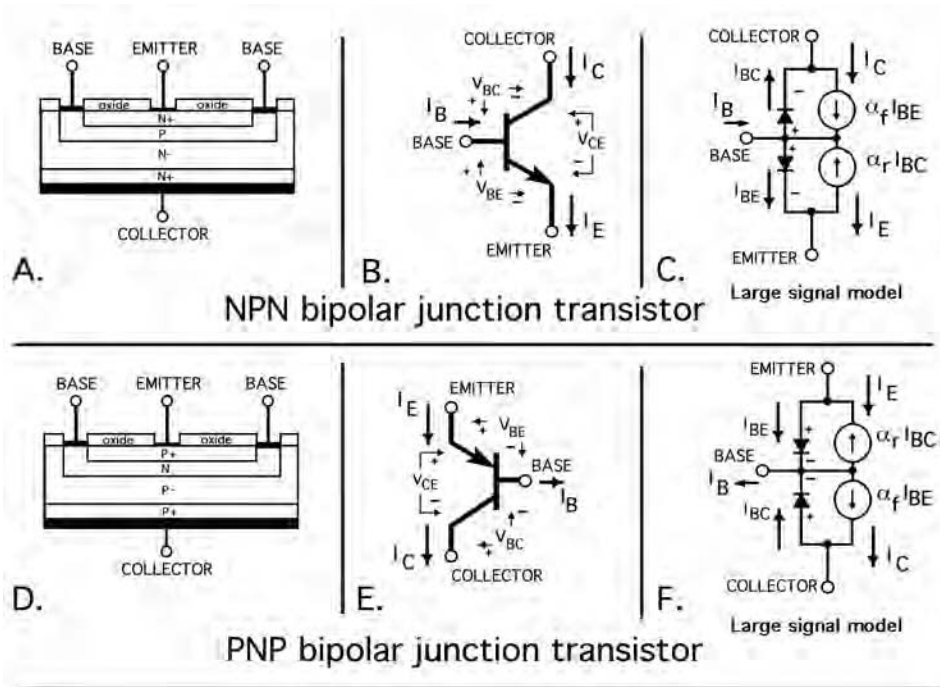 BASE EMITTER BASE
oxide oxide
N+
P
N-
N+
COLLECTOR
A.
COLLECTOR
I_C
V_BC
+ -
I_B
BASE
+ -
V_BE
+
V_CE
-
I_E
EMITTER
B.
COLLECTOR
I_BC
I_C
I_B
- +
α_f I_BE
BASE
+ -
α_r I_BC
I_BE
I_E
EMITTER
C.
Large signal model
NPN bipolar junction transistor
BASE EMITTER BASE
oxide oxide
P+
N
P-
P+
COLLECTOR
D.
EMITTER
I_E
V_BE
+
V_CE
-
BASE
I_B
V_BC
I_C
COLLECTOR
E.
EMITTER
I_E
I_BE
+ -
α_r I_BC
BASE
I_B
- +
α_f I_BE
I_BC
I_C
COLLECTOR
F.
Large signal model
PNP bipolar junction transistor